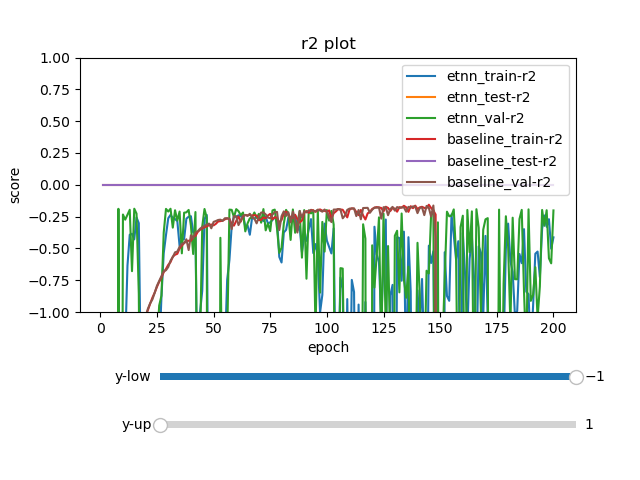 r2 plot
1.00
0.75
0.50
0.25
0.00
−0.25
−0.50
−0.75
−1.00
score
etnn_train-r2
etnn_test-r2
etnn_val-r2
baseline_train-r2
baseline_test-r2
baseline_val-r2
0 25 50 75 100 125 150 175 200
epoch
y-low −1
y-up 1